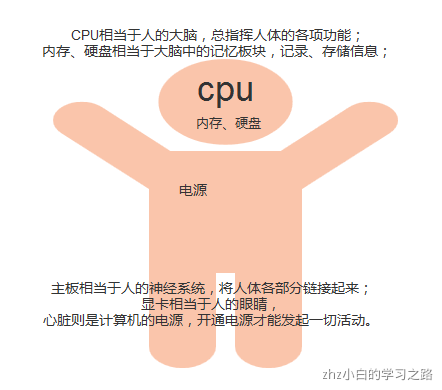 CPU相当于人的大脑，总指挥人体的各项功能；
内存、硬盘相当于大脑中的记忆板块，记录、存储信息；
cpu
内存、硬盘
电源
主板相当于人的神经系统，将人体各部分链接起来；
显卡相当于人的眼睛，
心脏则是计算机的电源，开通电源才能发起一切活动。
zhz小白的学习之路